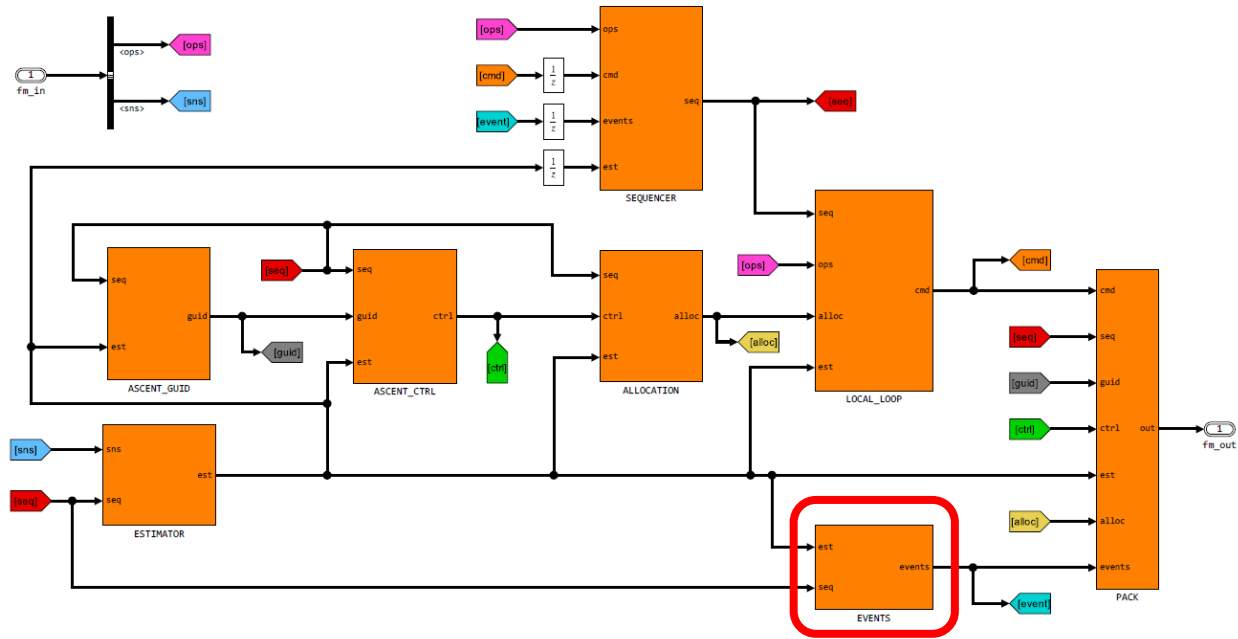 1
fm_in
<ops>
<sns>
[ops]
[sns]
[ops]
[cmd]
[event]
1
z
1
z
1
z
ops
cmd
events
est
seq
SEQUENCER
[seq]
seq
est
guid
ASCENT_GUID
[guid]
[seq]
seq
guid
est
ctrl
ASCENT_CTRL
[ctrl]
seq
ctrl
est
alloc
ALLOCATION
[alloc]
[ops]
seq
ops
alloc
est
cmd
LOCAL_LOOP
[cmd]
[sns]
[seq]
sns
seq
est
ESTIMATOR
est
seq
events
EVENTS
[event]
[seq]
[guid]
[ctrl]
[alloc]
cmd
seq
guid
ctrl
est
alloc
events
out
PACK
1
fm_out